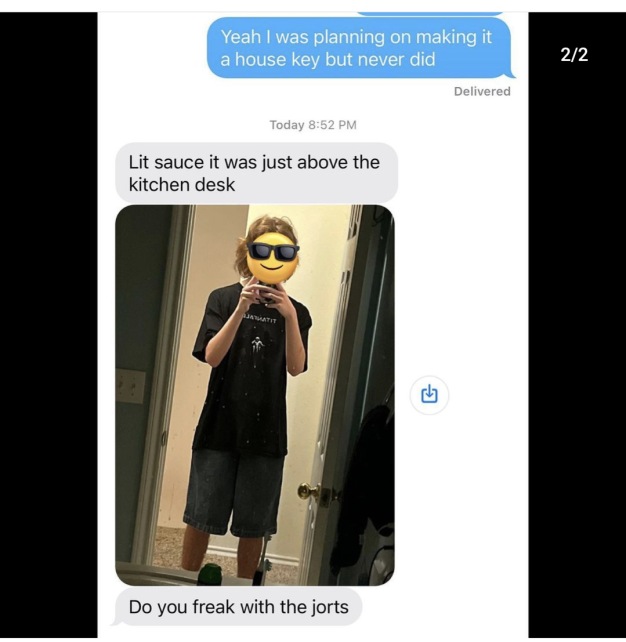 Yeah I was planning on making it
a house key but never did
2/2
Delivered
Today 8:52 PM
Lit sauce it was just above the
kitchen desk
TITANFALL
Do you freak with the jorts